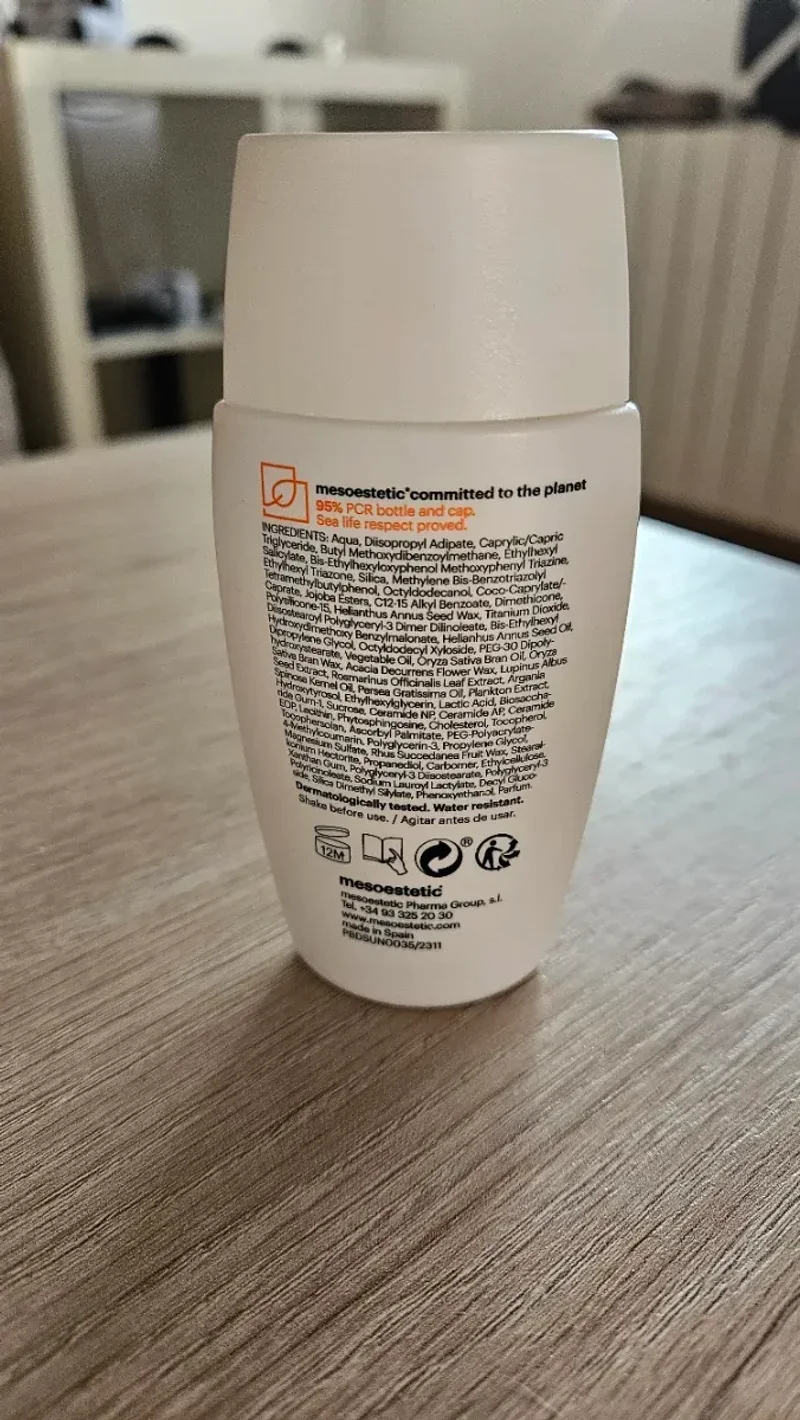 mesoestetic® committed to the planet
95% PCR bottle and cap.
Sea life respect proved.
INGREDIENTS: Aqua, Diisopropyl Adipate, Caprylic/Capric
Triglyceride, Butyl Methoxydibenzoylmethane, Ethylhexyl
Salicylate, Bis-Ethylhexyloxyphenol Methoxyphenyl Triazine,
Ethylhexyl Triazone, Silica, Methylene Bis-Benzotriazolyl
Tetramethylbutylphenol, Octyldodecanol, Coco-Caprylate/-
Caprate, Jojoba Esters, C12-15 Alkyl Benzoate, Dimethicone,
Polysilicone-15, Helianthus Annus Seed Wax, Titanium Dioxide,
Diisostearoyl Polyglyceryl-3 Dimer Dilinoleate, Bis-Ethylhexyl
Hydroxydimethoxy Benzylmalonate, Helianthus Annus Seed Oil,
Dipropylene Glycol, Octyldodecyl Xyloside, PEG-30 Dipoly-
hydroxystearate, Vegetable Oil, Oryza Sativa Bran Oil, Oryza
Sativa Bran Wax, Acacia Decurrens Flower Wax, Lupinus Albus
Seed Extract, Rosmarinus Officinalis Leaf Extract, Argania
Spinosa Kernel Oil, Persea Gratissima Oil, Plankton Extract,
Hydroxytyrosol, Ethylhexylglycerin, Lactic Acid, Biosaccha-
ride Gum-1, Sucrose, Ceramide NP, Ceramide AP, Ceramide
EOP, Lecithin, Phytosphingosine, Cholesterol, Tocopherol,
Tocophersolan, Ascorbyl Palmitate, PEG-Polyacrylate-
4-Methylcoumarin, Polyglycerin-3, Propylene Glycol,
Magnesium Sulfate, Rhus Succedanea Fruit Wax, Stearal-
konium Hectorite, Propanediol, Carbomer, Ethylcellulose,
Xanthan Gum, Polyglyceryl-3 Diisostearate, Polyglyceryl-3
Polyricinoleate, Sodium Lauroyl Lactylate, Decyl Gluco-
side, Silica Dimethyl Silylate, Phenoxyethanol, Parfum.
Dermatologically tested. Water resistant.
Shake before use. / Agitar antes de usar.
12M
®
mesoestetic®
mesoestetic Pharma Group, s.l.
Tel. +34 93 325 20 30
www.mesoestetic.com
made in Spain
PBDSUN0035/2311